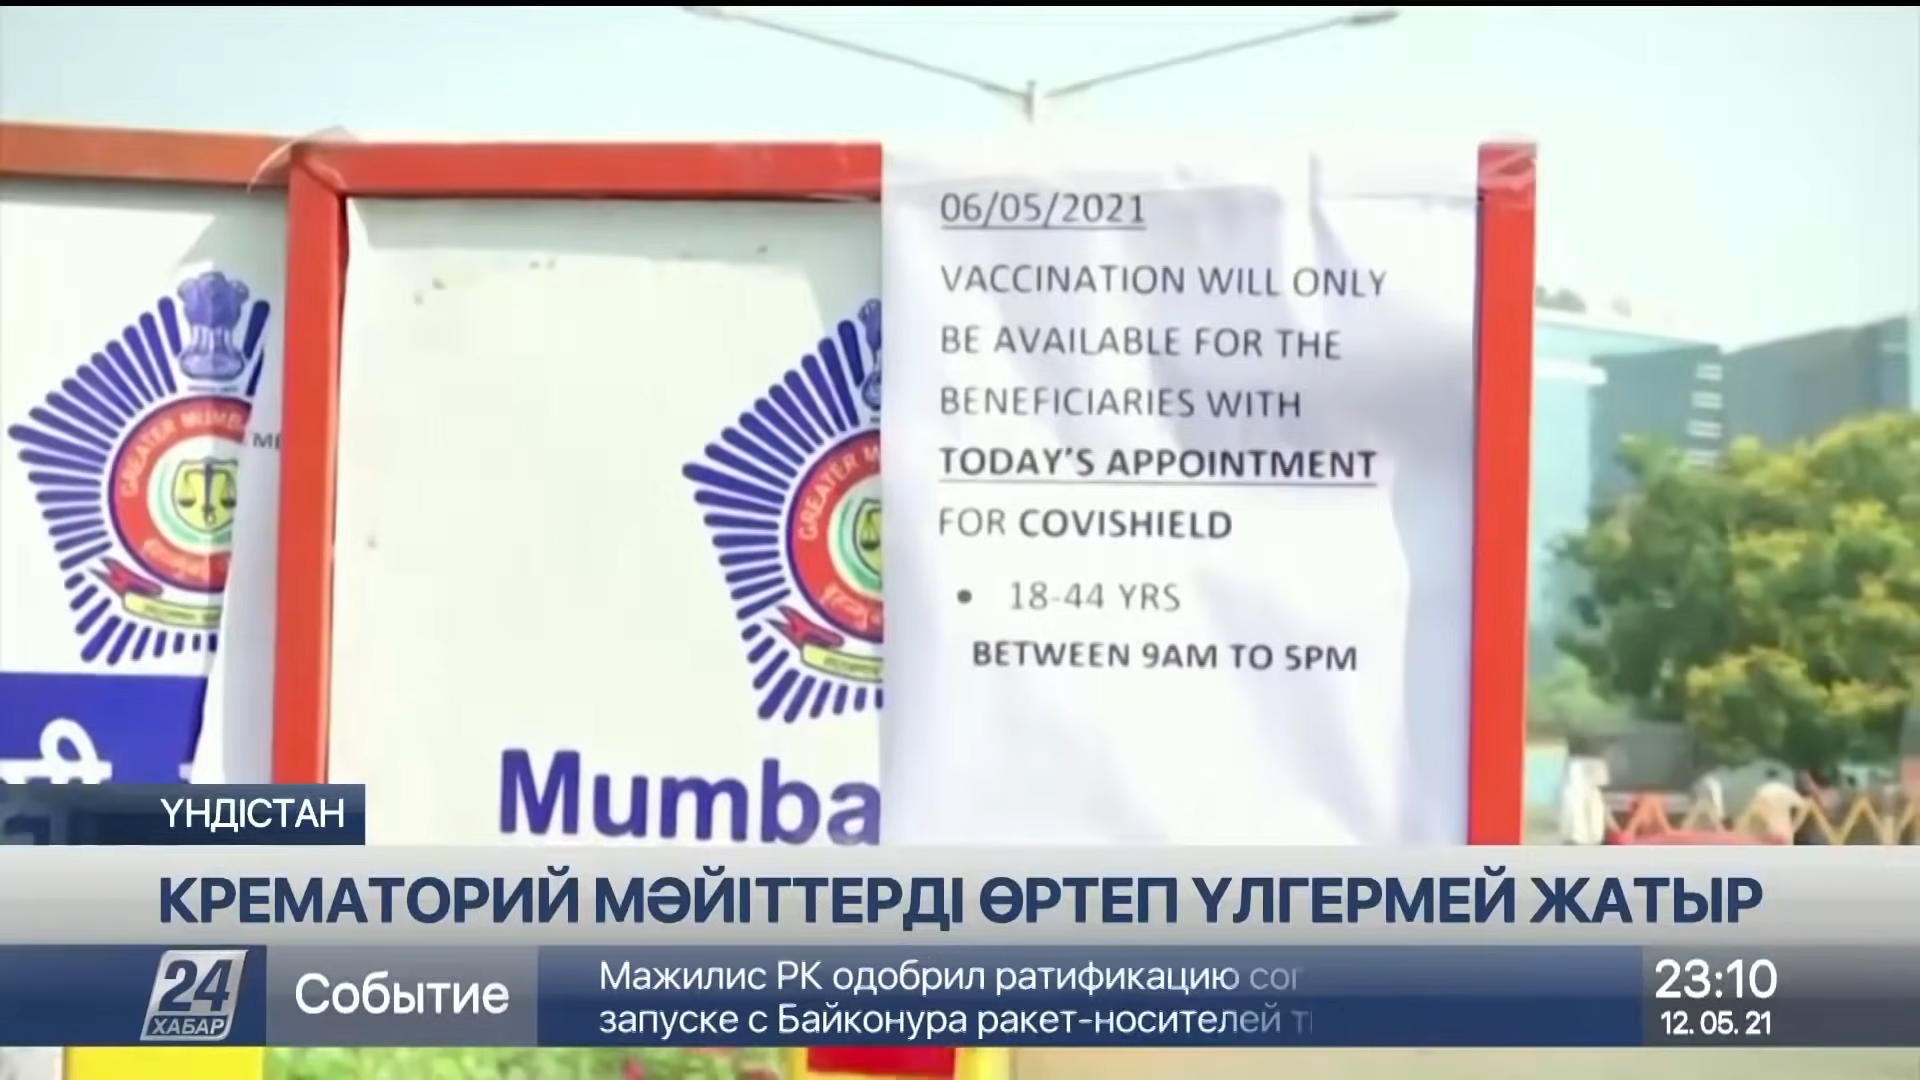 06/05/2021
VACCINATION WILL ONLY
BE AVAILABLE FOR THE
BENEFICIARIES WITH
TODAY'S APPOINTMENT
FOR COVISHIELD
• 18-44 YRS
BETWEEN 9AM TO 5PM
GREATER
GREATER
ҮНДІСТАН
КРЕМАТОРИЙ МӘЙІТТЕРДІ ӨРТЕП ҮЛГЕРМЕЙ ЖАТЫР
24
ХАБАР
Событие
Мажилис РК одобрил ратификацию
запуске с Байконура ракет-носителей
23:10
12. 05. 21